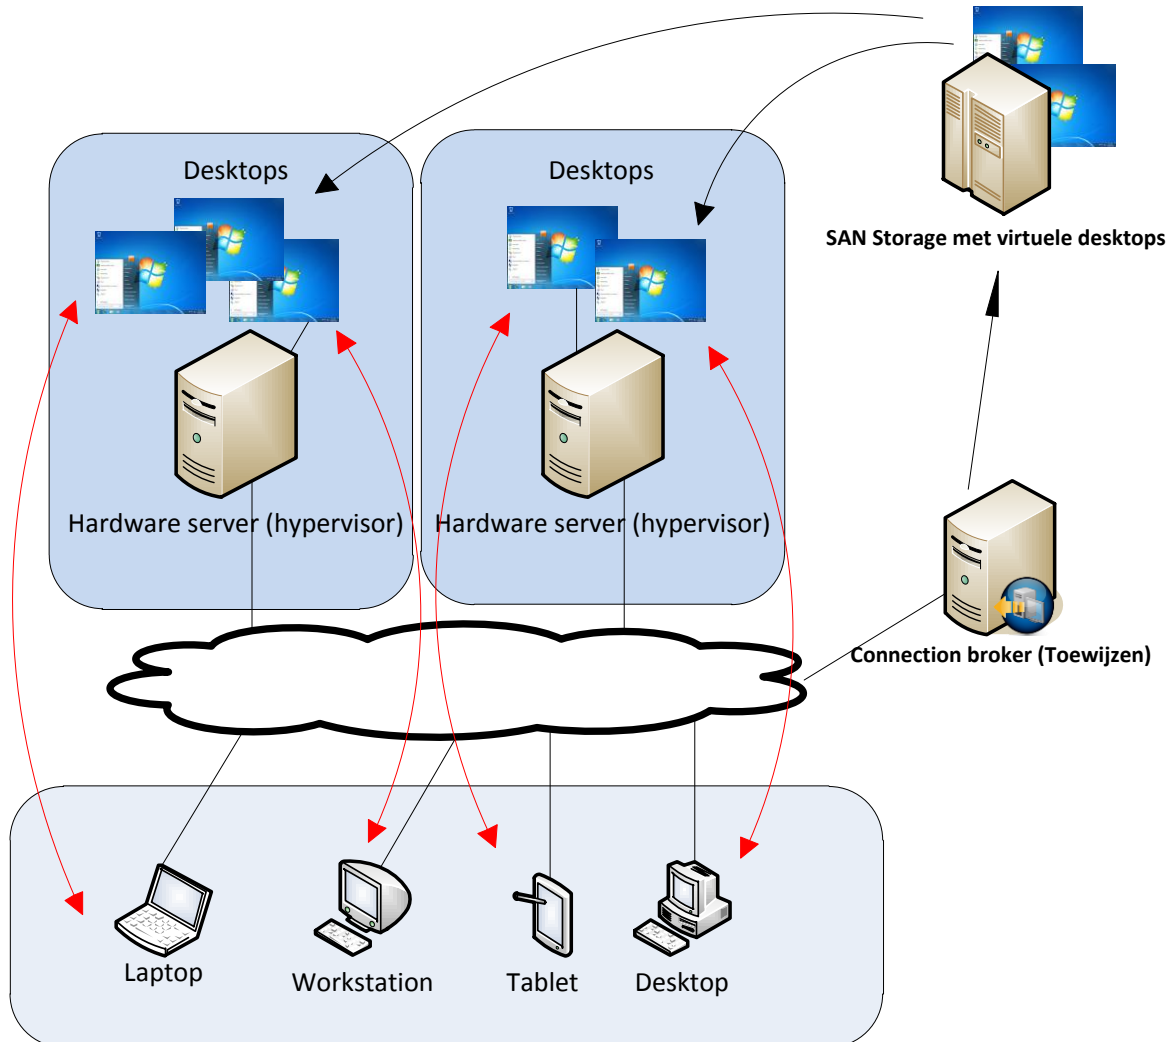 Desktops
Desktops
SAN Storage met virtuele desktops
Hardware server (hypervisor)
Hardware server (hypervisor)
Connection broker (Toewijzen)
Laptop
Workstation
Tablet
Desktop